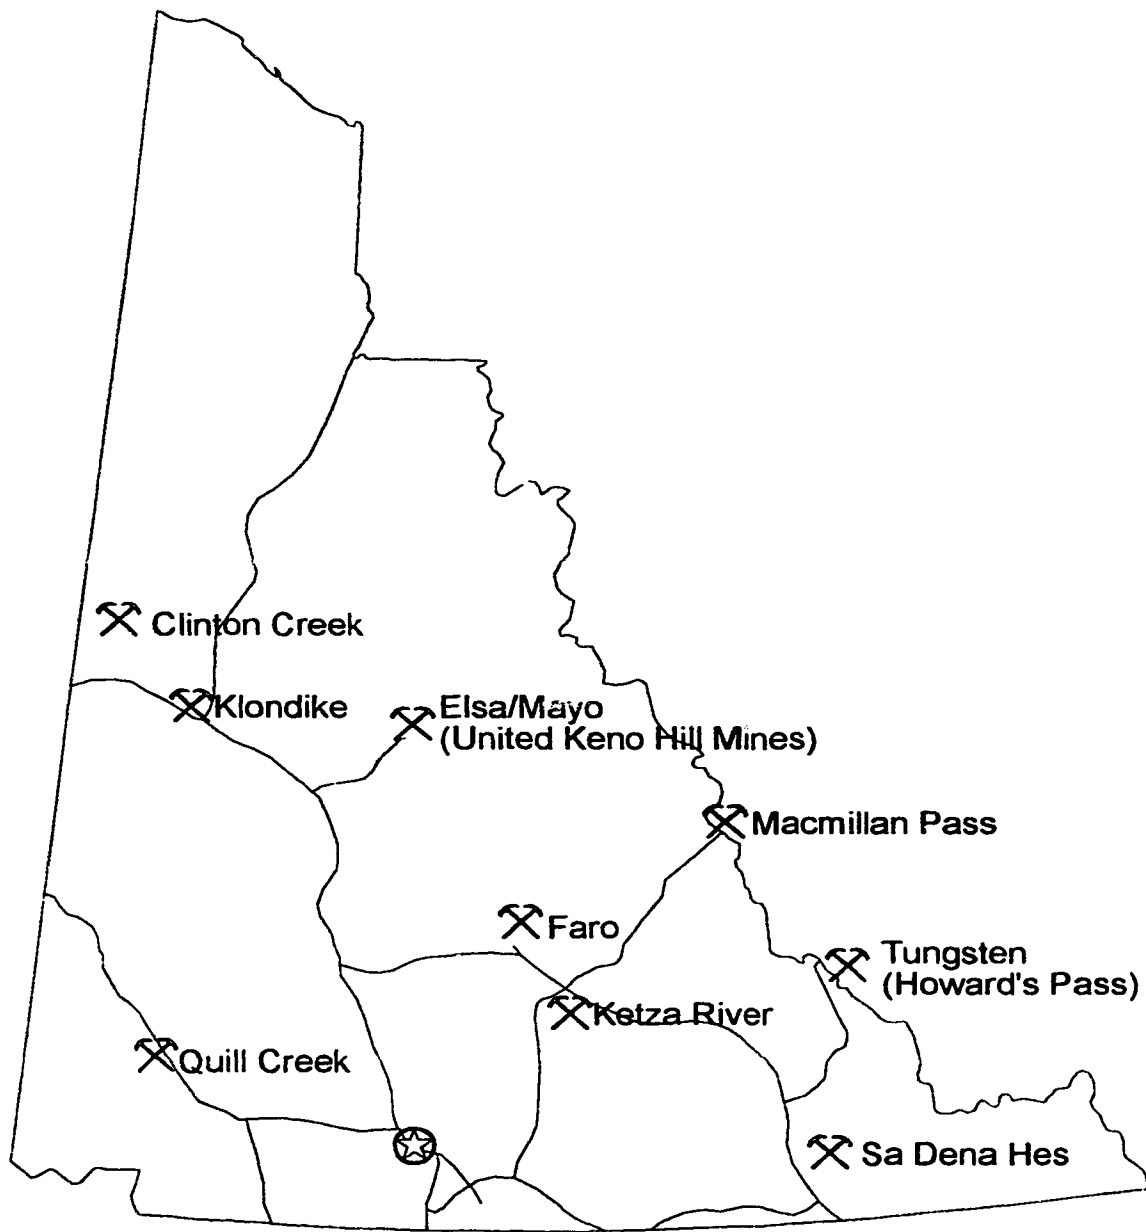 Clinton Creek
Klondike
Elsa/Mayo
(United Keno Hill Mines)
Macmillan Pass
Faro
Tungsten
(Howard's Pass)
Ketza River
Quill Creek
Sa Dena Hes